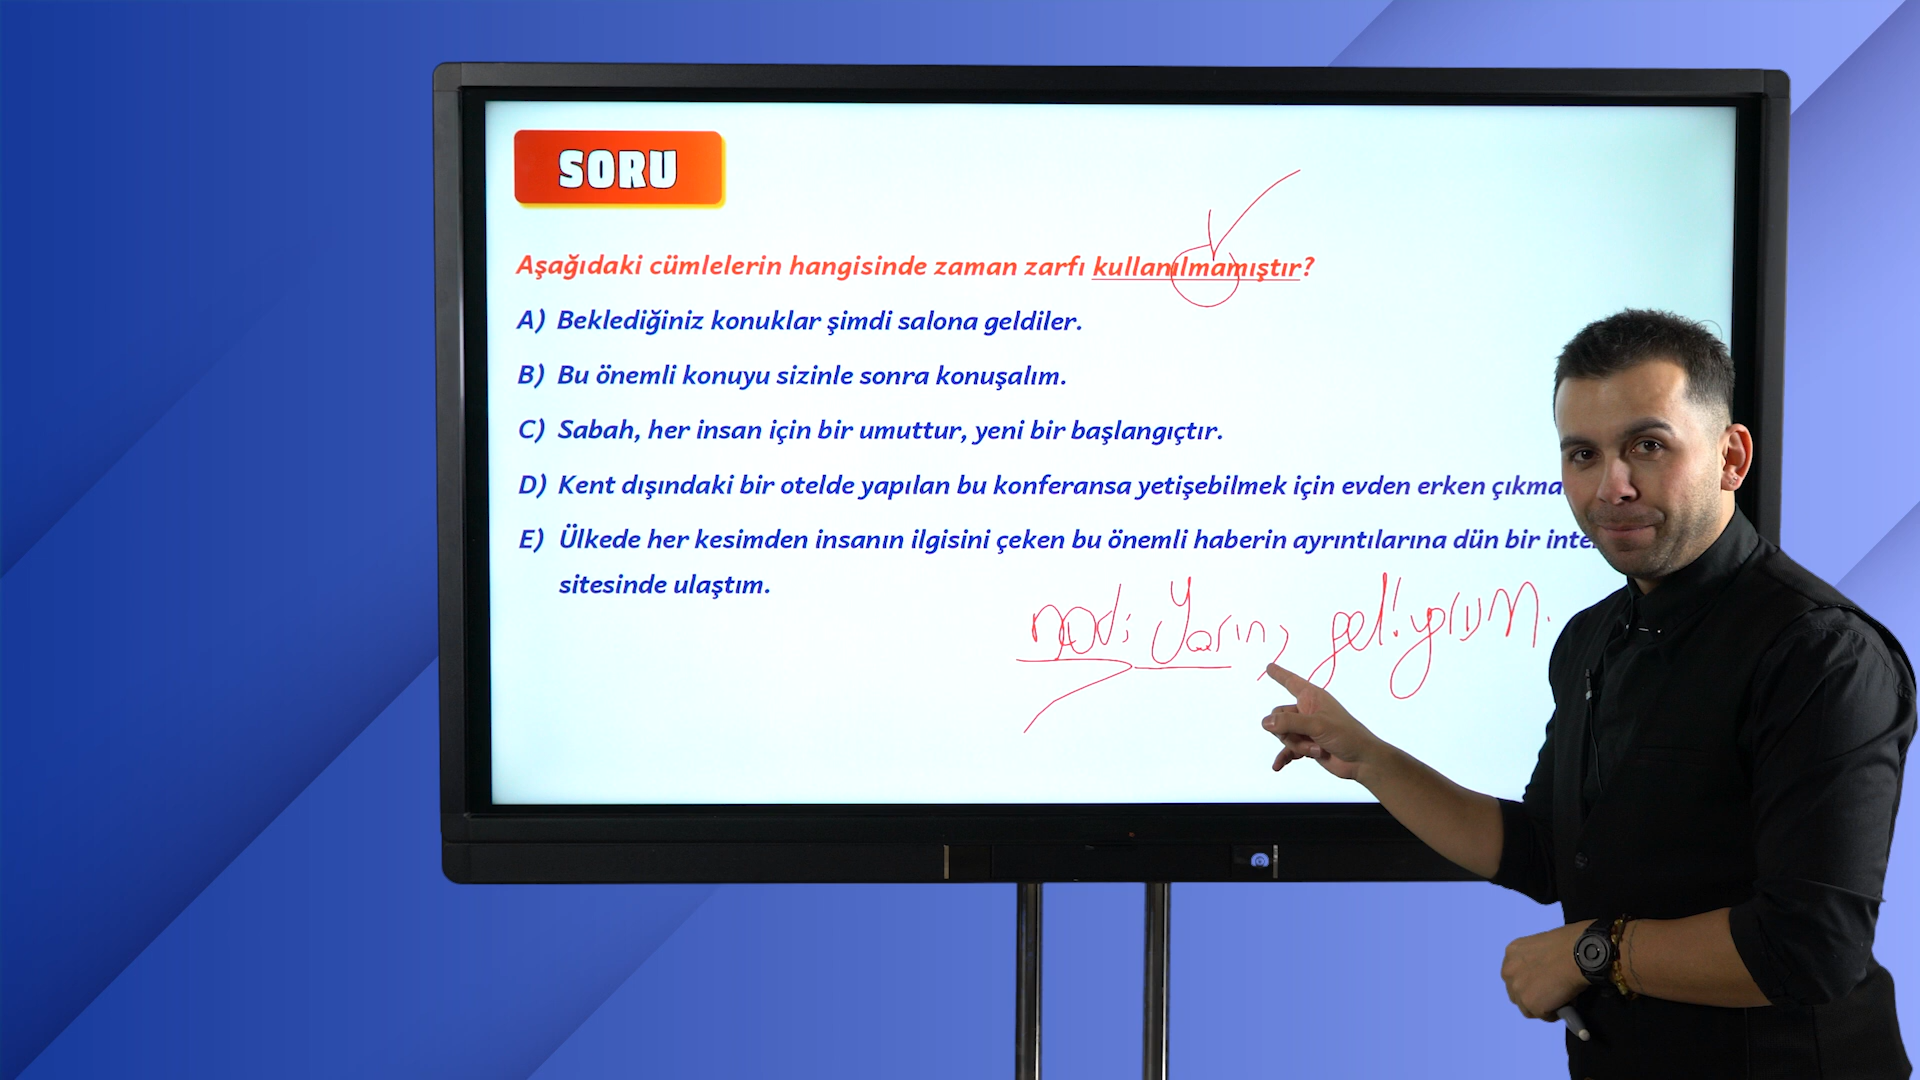 SORU
Aşağıdaki cümlelerin hangisinde zaman zarfı kullanılmamıştır?
A) Beklediğiniz konuklar şimdi salona geldiler.
B) Bu önemli konuyu sizinle sonra konuşalım.
C) Sabah, her insan için bir umuttur, yeni bir başlangıçtır.
D) Kent dışındaki bir otelde yapılan bu konferansa yetişebilmek için evden erken
E) Ülkede her kesimden insanın ilgisini çeken bu önemli haberin ayrıntılarına dün bir
sitesinde ulaştım.
Yarın, geliyorum.